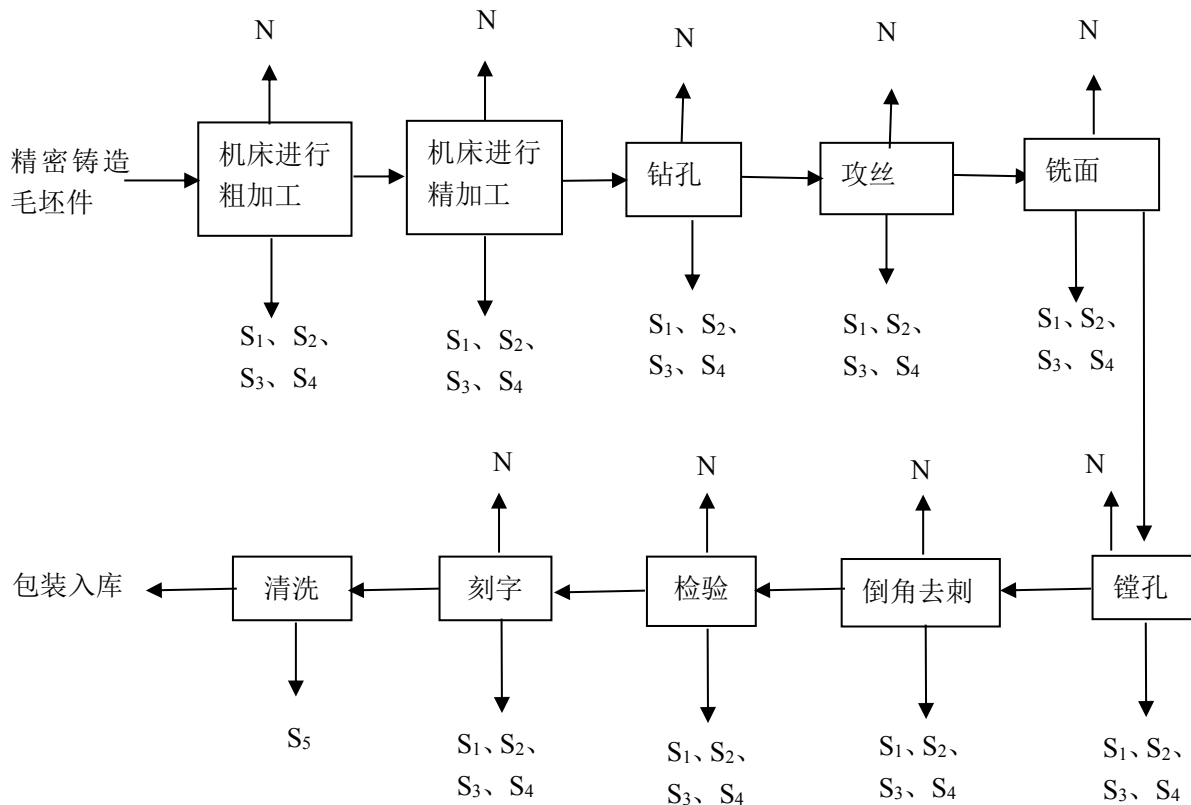 N
N
N
N
N
精密铸造
毛坯件
机床进行
粗加工
机床进行
精加工
钻孔
攻丝
铣面
S₁、S₂、
S₃、S₄
S₁、S₂、
S₃、S₄
S₁、S₂、
S₃、S₄
S₁、S₂、
S₃、S₄
S₁、S₂、
S₃、S₄
N
N
N
N
包装入库
清洗
刻字
检验
倒角去刺
镗孔
S₅
S₁、S₂、
S₃、S₄
S₁、S₂、
S₃、S₄
S₁、S₂、
S₃、S₄
S₁、S₂、
S₃、S₄